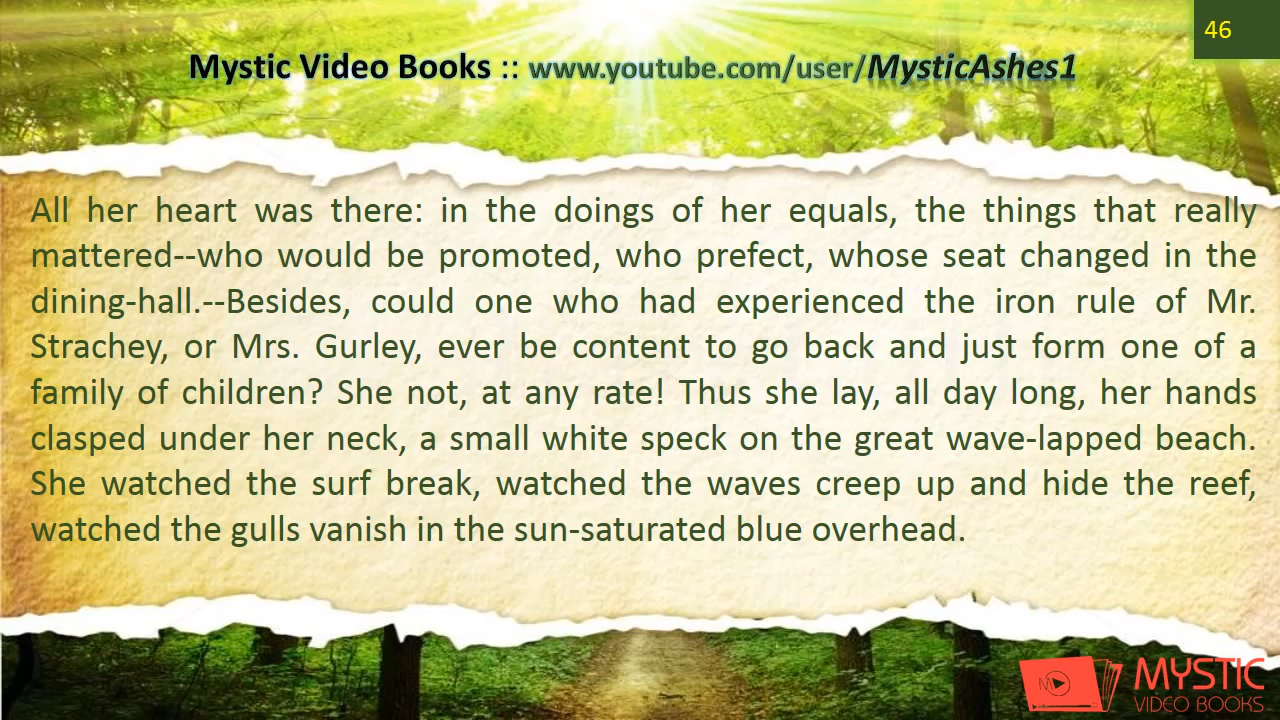 46
Mystic Video Books :: www.youtube.com/user/MysticAshes1
All her heart was there: in the doings of her equals, the things that really
mattered--who would be promoted, who prefect, whose seat changed in the
dining-hall.--Besides, could one who had experienced the iron rule of Mr.
Strachey, or Mrs. Gurley, ever be content to go back and just form one of a
family of children? She not, at any rate! Thus she lay, all day long, her hands
clasped under her neck, a small white speck on the great wave-lapped beach.
She watched the surf break, watched the waves creep up and hide the reef,
watched the gulls vanish in the sun-saturated blue overhead.
MYSTIC
VIDEO BOOKS